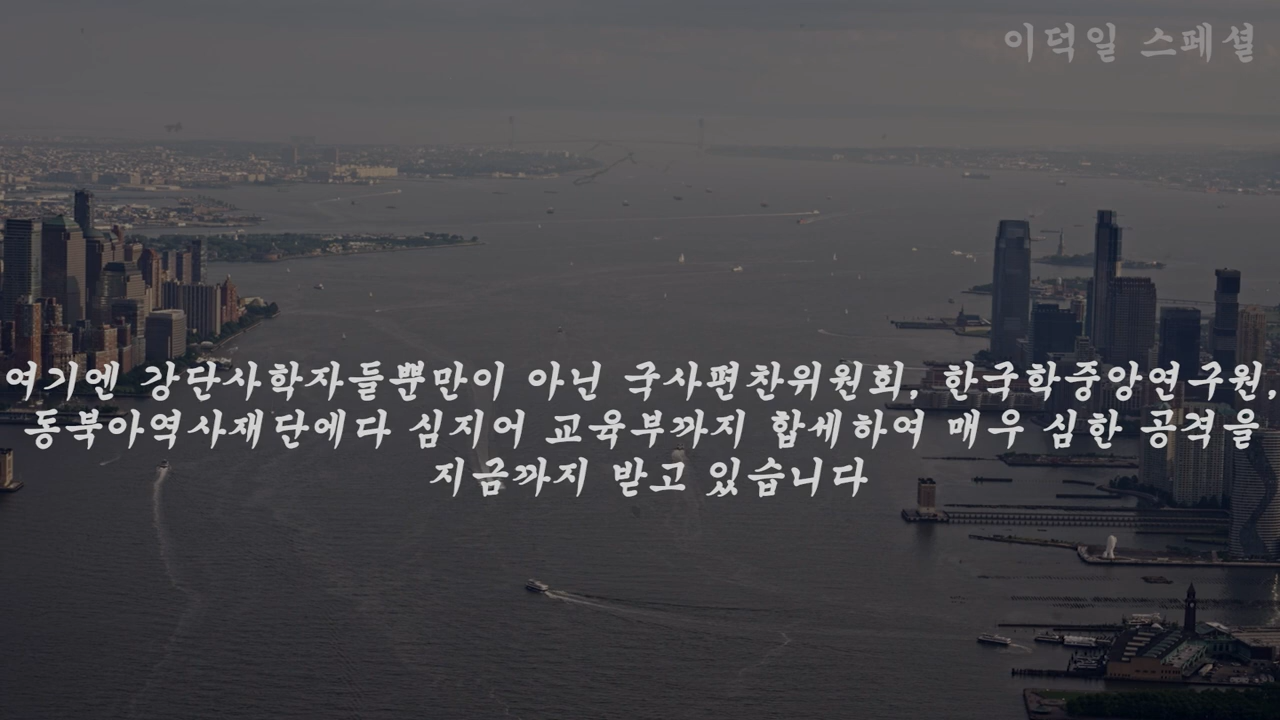 이덕일 스페셜
여기엔 강단사학자들뿐만이 아닌 국사편찬위원회, 한국학중앙연구원,
동북아역사재단에다 심지어 교육부까지 합세하여 매우 심한 공격을
지금까지 받고 있습니다